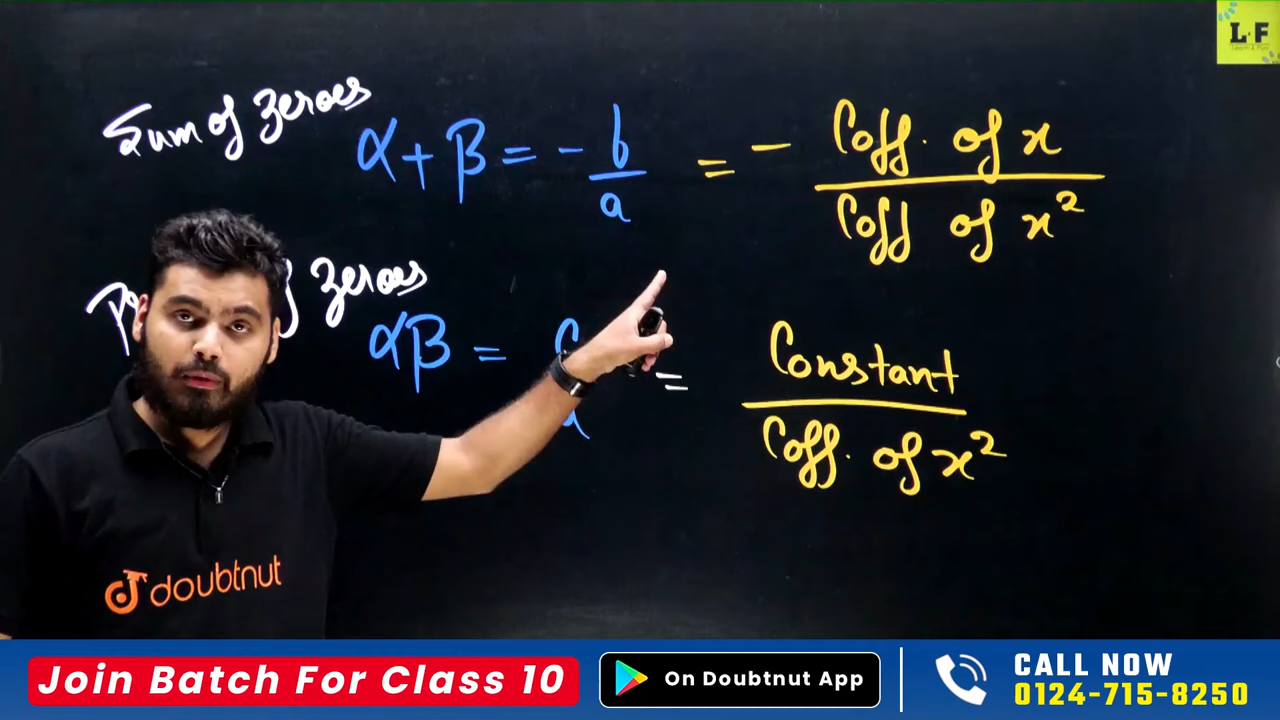 L.F
Sum of zeroes
α + β = - b/a = - Coff. of x / Coff of x²
zeroes
αβ = = Constant / Coff. of x²
doubtnut
Join Batch For Class 10
On Doubtnut App
CALL NOW
0124-715-8250